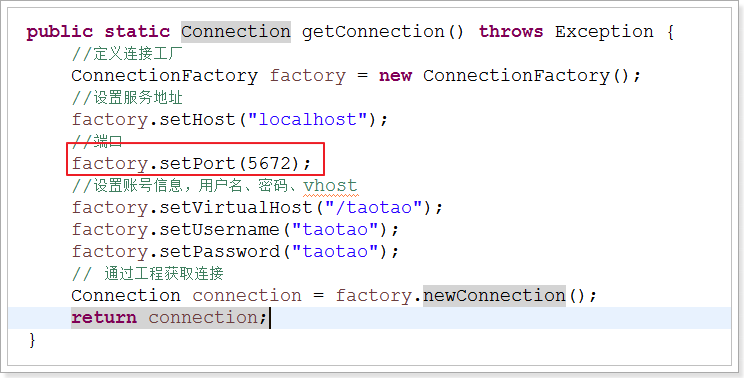 public static Connection getConnection() throws Exception {
//定义连接工厂
ConnectionFactory factory = new ConnectionFactory();
//设置服务地址
factory.setHost("localhost");
//端口
factory.setPort(5672);
//设置账号信息，用户名、密码、vhost
factory.setVirtualHost("/taotao");
factory.setUsername("taotao");
factory.setPassword("taotao");
// 通过工程获取连接
Connection connection = factory.newConnection();
return connection;
}